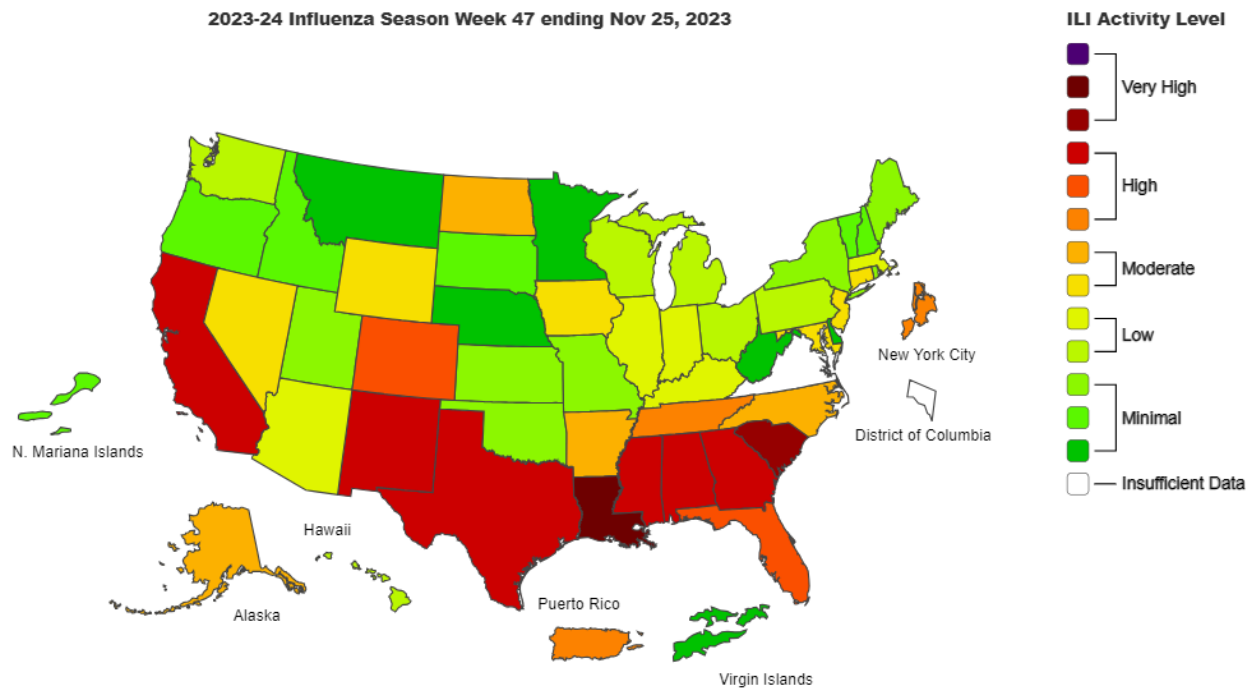 2023-24 Influenza Season Week 47 ending Nov 25, 2023
ILI Activity Level
Very High
High
Moderate
Low
Minimal
Insufficient Data
New York City
District of Columbia
N. Mariana Islands
Hawaii
Alaska
Puerto Rico
Virgin Islands